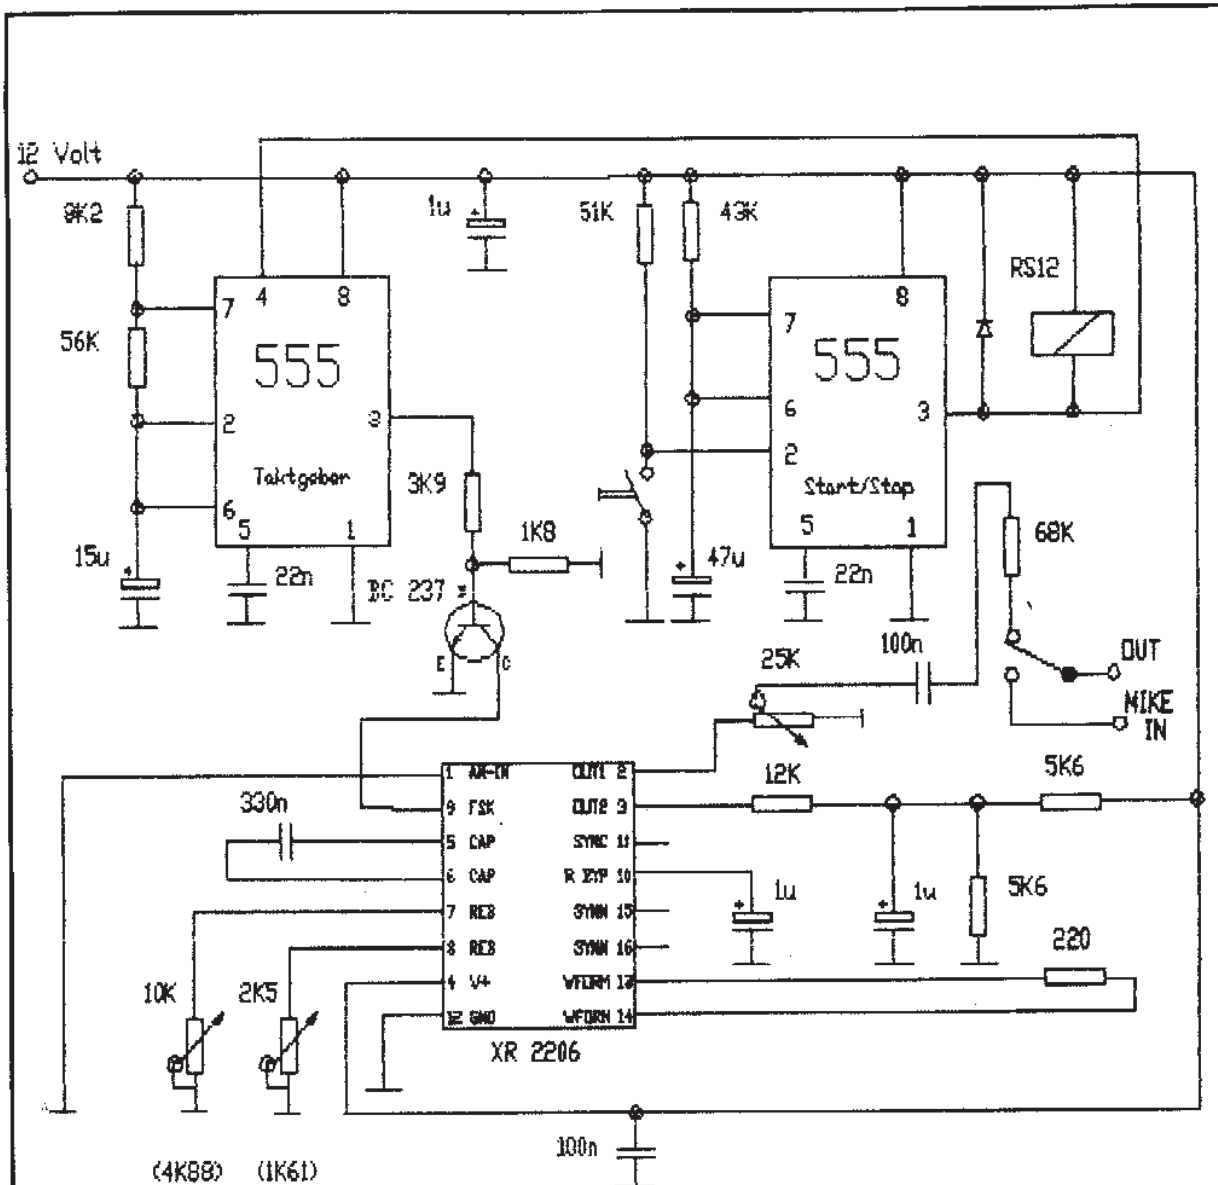 12 Volt
9K2
1u
51K
43K
RS12
4
8
7
56K
555
2
3
Taktgeber
6
3K9
5
1
1K8
15u
22n
BC 237
B
E
C
8
7
555
6
3
2
Start/Stop
5
1
68K
47u
22n
100n
25K
OUT
MIKE
IN
1 AM-IN OUT1 2
12K
5K6
330n
9 FSK OUT2 3
5 CAP SYNC 11
6 CAP R BYP 10
1u
1u
5K6
7 RES SYMM 15
8 RES SYMM 16
220
10K
2K5
4 V+ WFORM 13
12 GND WFORM 14
XR 2206
100n
(4K88) (1K61)